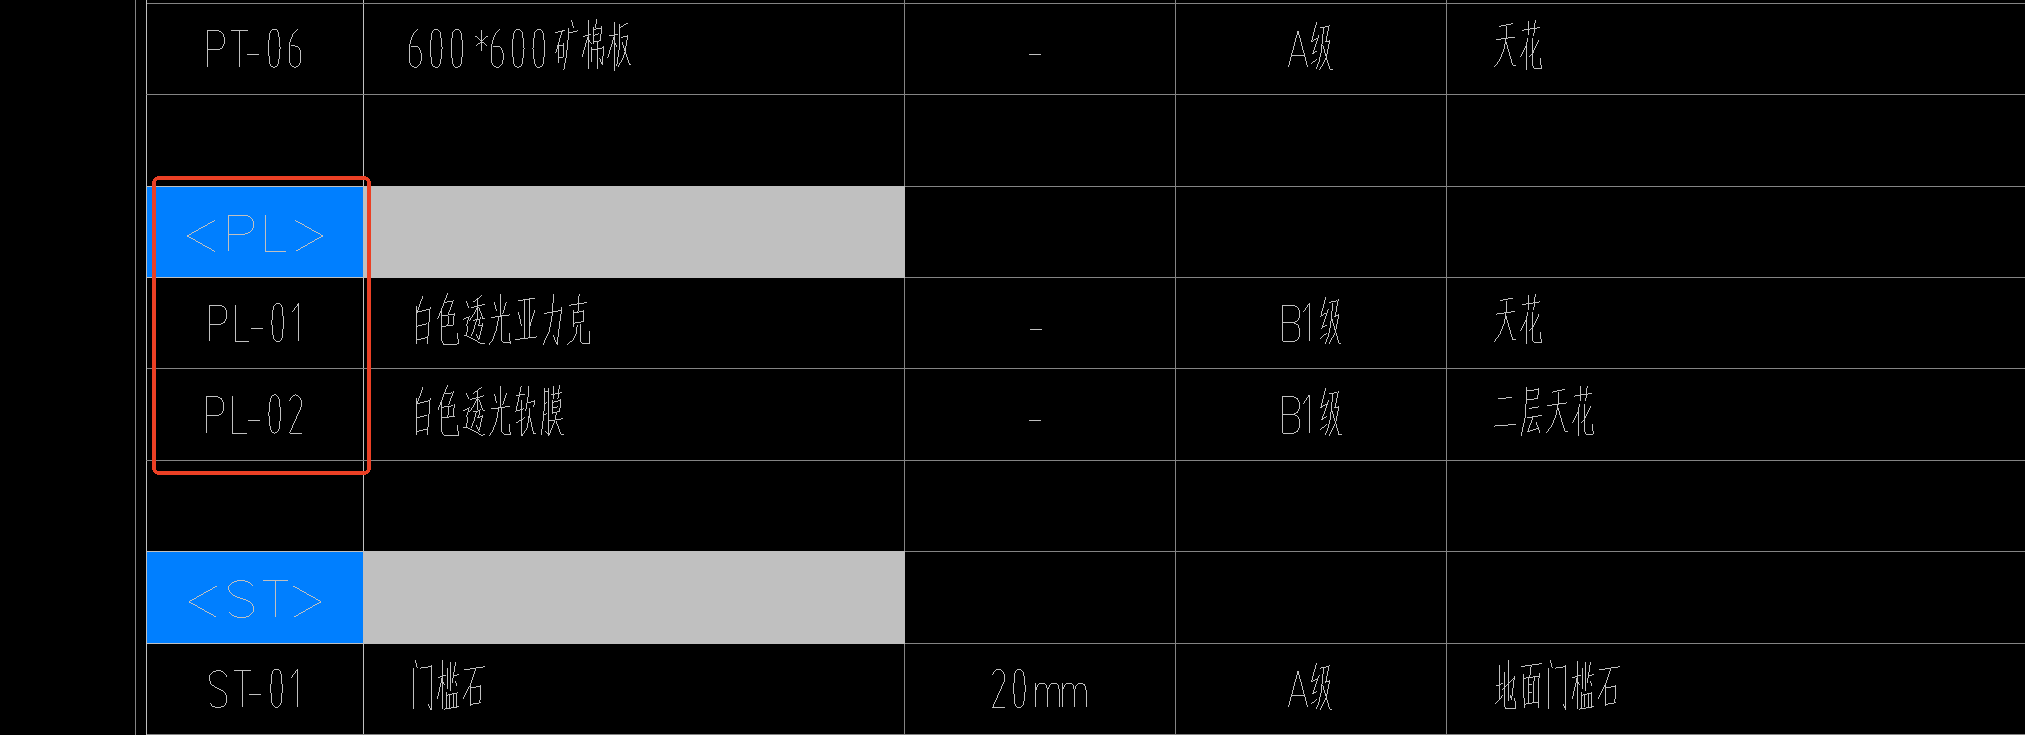 PT-06 600*600矿棉板 - A级 天花
<PL>
PL-01 白色透光亚力克 - B1级 天花
PL-02 白色透光软膜 - B1级 二层天花
<ST>
ST-01 门槛石 20mm A级 地面门槛石